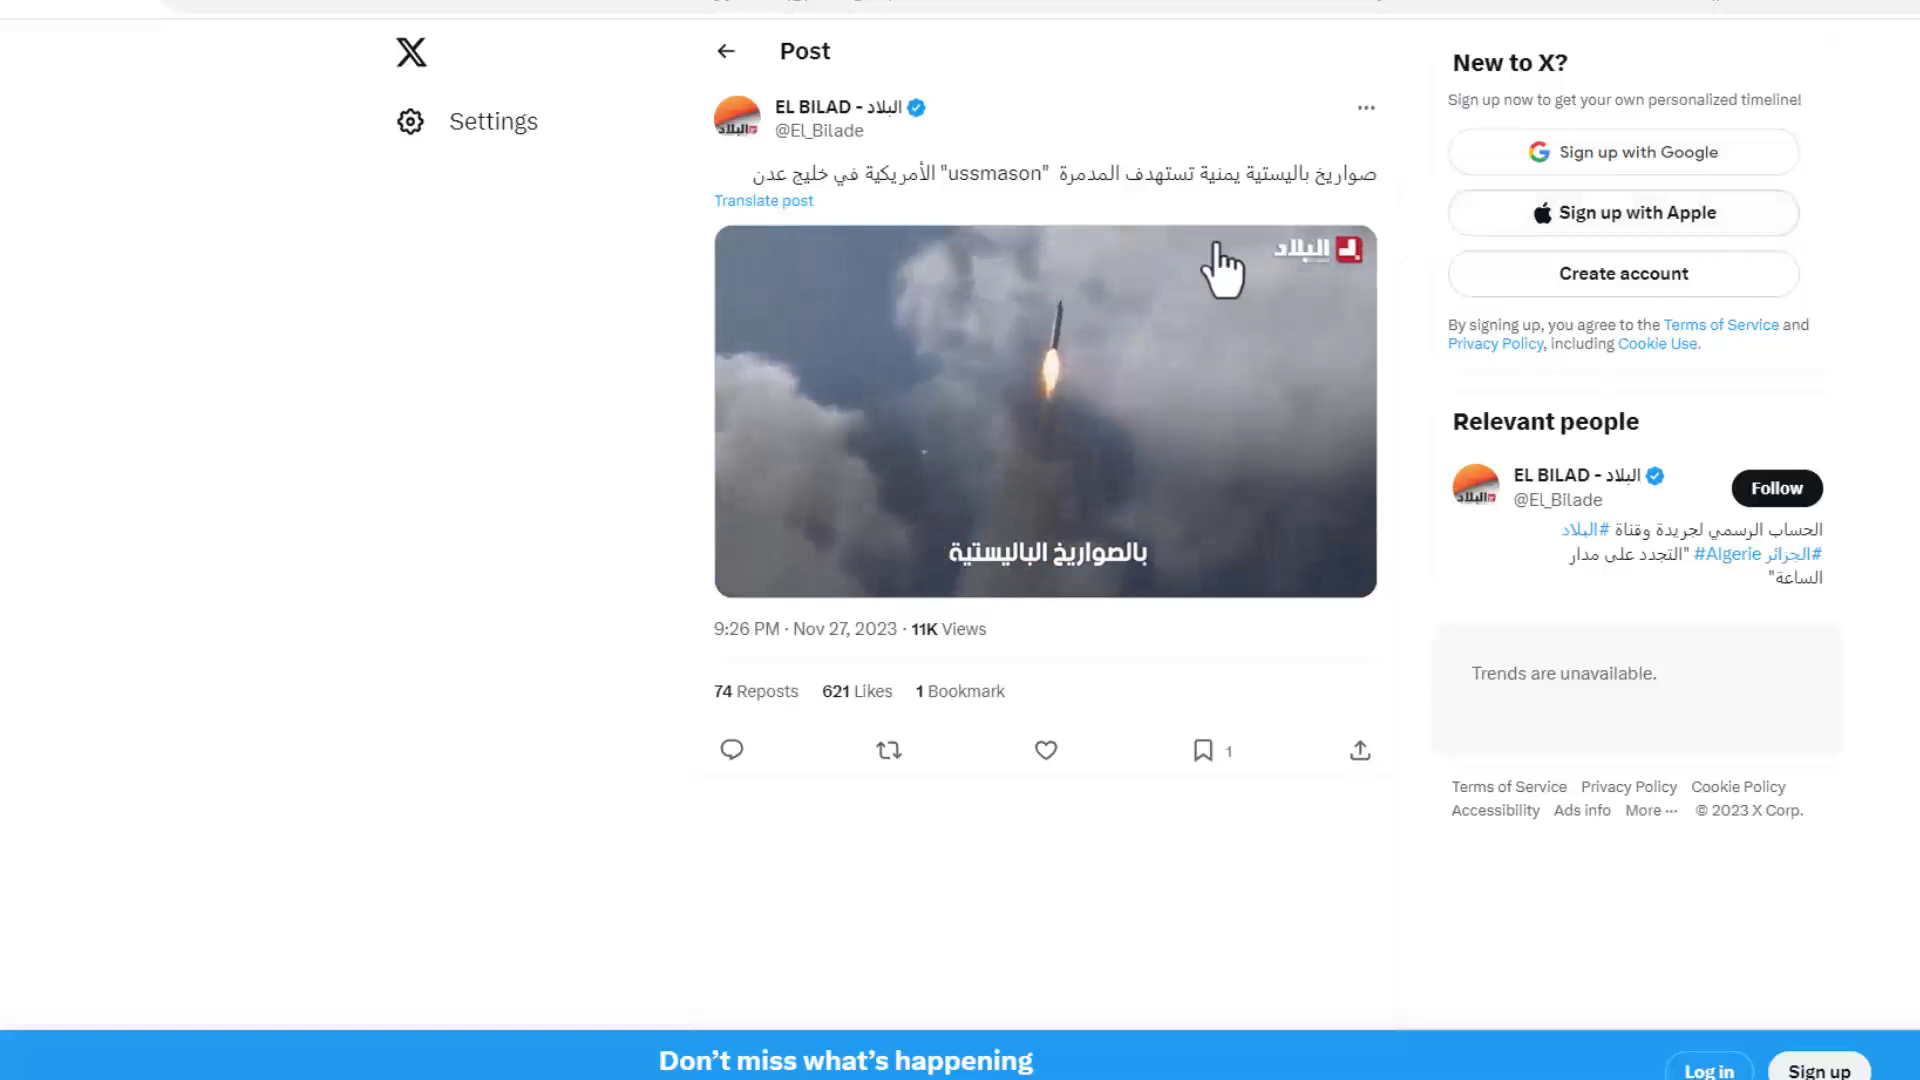 Post
Settings
EL BILAD - البلاد
@El_Bilade
صواريخ باليستية يمنية تستهدف المدمرة "ussmason" الأمريكية في خليج عدن
Translate post
البلاد
بالصواريخ الباليستية
9:26 PM · Nov 27, 2023 · 11K Views
74 Reposts 621 Likes 1 Bookmark
1
New to X?
Sign up now to get your own personalized timeline!
Sign up with Google
Sign up with Apple
Create account
By signing up, you agree to the Terms of Service and
Privacy Policy, including Cookie Use.
Relevant people
EL BILAD - البلاد
@El_Bilade
Follow
الحساب الرسمي لجريدة وقناة #البلاد
#الجزائر #Algerie "التجدد على مدار
الساعة"
Trends are unavailable.
Terms of Service Privacy Policy Cookie Policy
Accessibility Ads info More ··· © 2023 X Corp.
Don’t miss what’s happening
Log in
Sign up